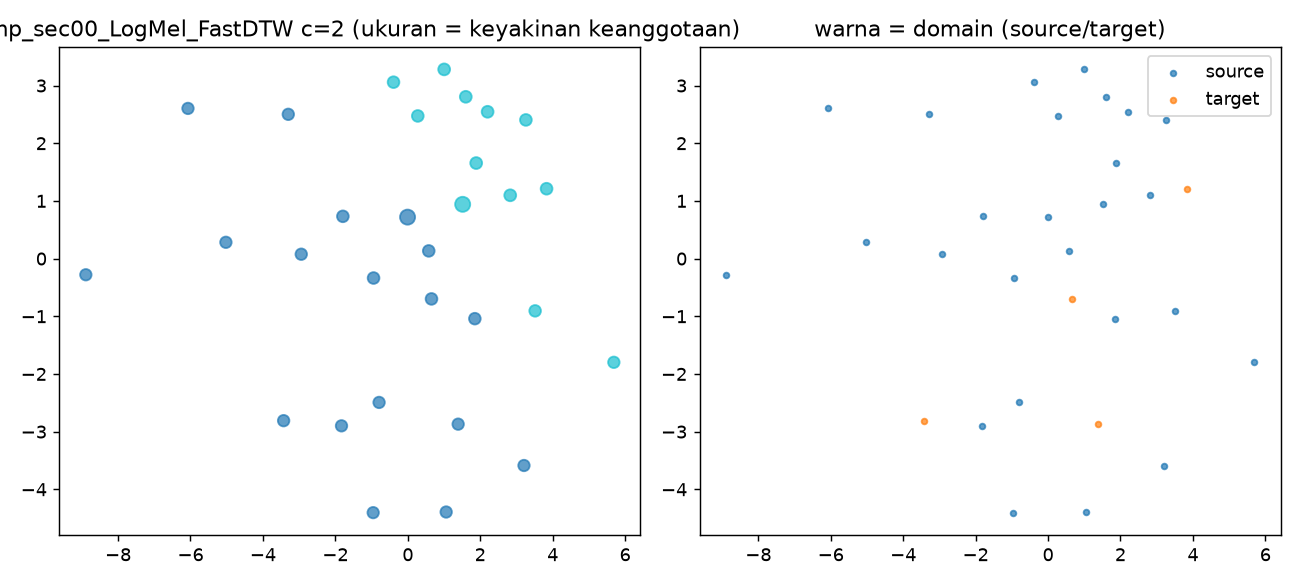 np_sec00_LogMel_FastDTW c=2 (ukuran = keyakinan keanggotaan)
3
2
1
0
−1
−2
−3
−4
−8 −6 −4 −2 0 2 4 6
warna = domain (source/target)
source
target
3
2
1
0
−1
−2
−3
−4
−8 −6 −4 −2 0 2 4 6